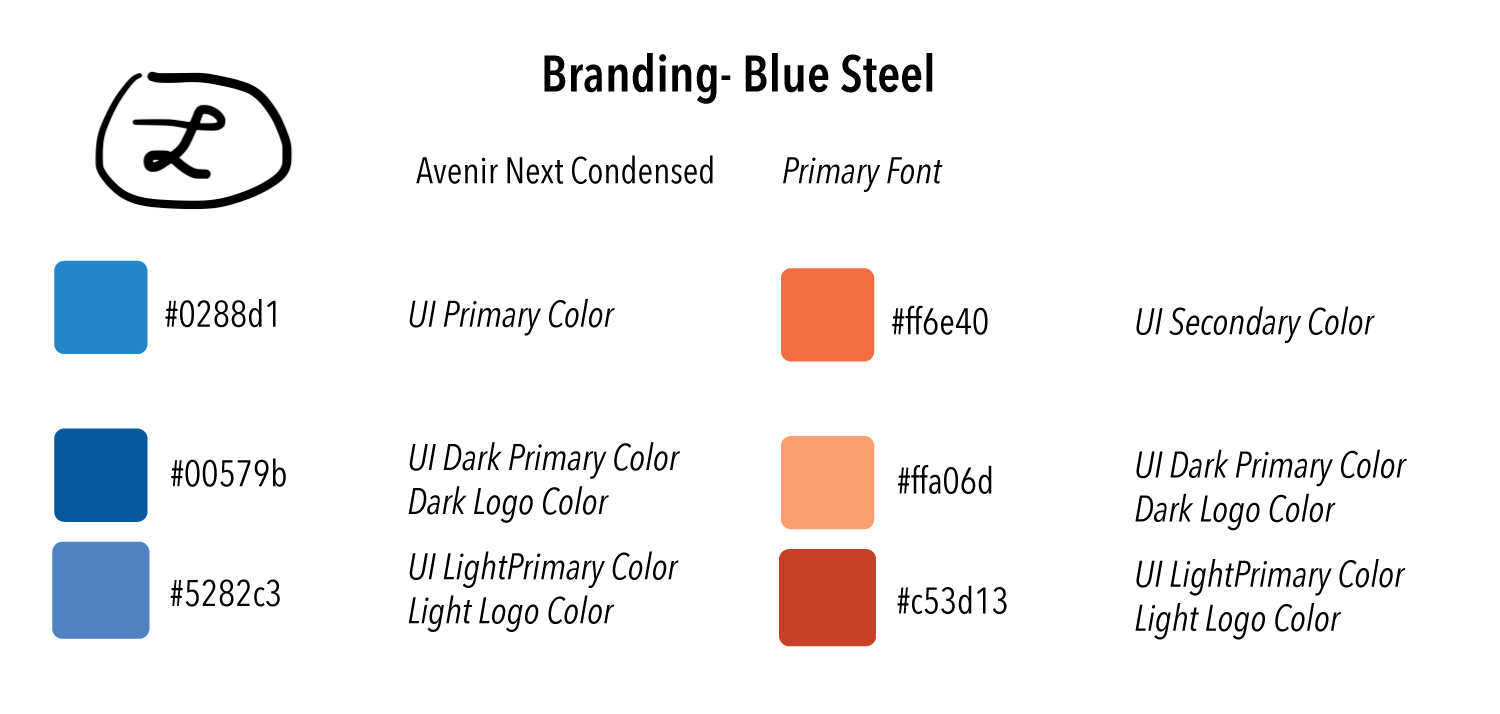 Branding- Blue Steel
Avenir Next Condensed
Primary Font
#0288d1
UI Primary Color
#ff6e40
UI Secondary Color
#00579b
UI Dark Primary Color
Dark Logo Color
#ffa06d
UI Dark Primary Color
Dark Logo Color
#5282c3
UI LightPrimary Color
Light Logo Color
#c53d13
UI LightPrimary Color
Light Logo Color